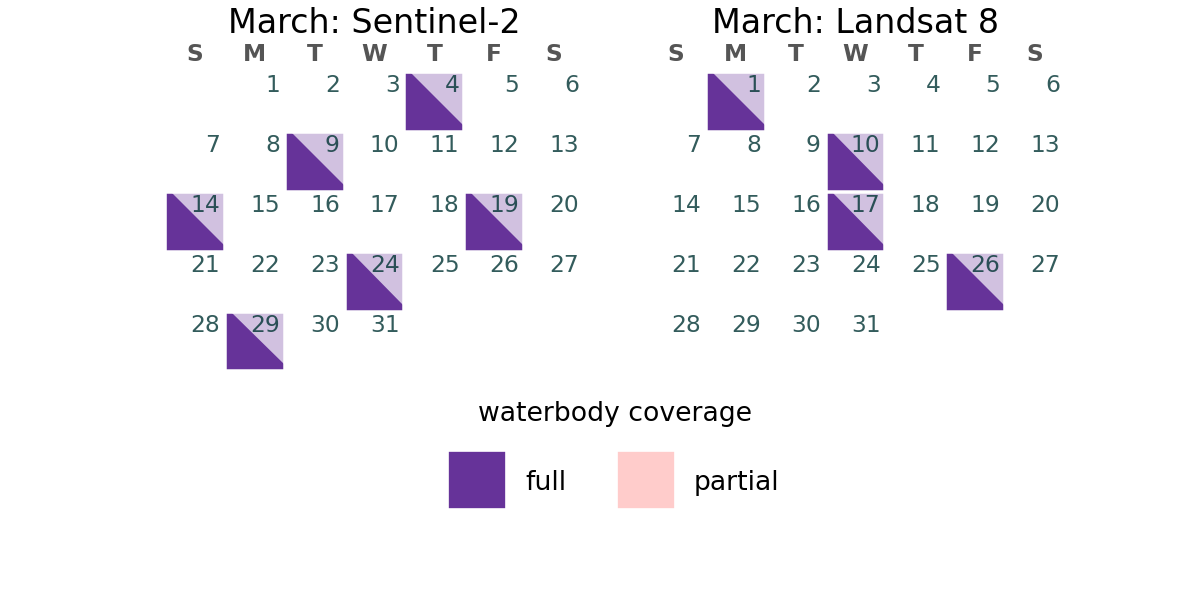 March: Sentinel-2
S M T W T F S
1 2 3 4 5 6
7 8 9 10 11 12 13
14 15 16 17 18 19 20
21 22 23 24 25 26 27
28 29 30 31
March: Landsat 8
S M T W T F S
1 2 3 4 5 6
7 8 9 10 11 12 13
14 15 16 17 18 19 20
21 22 23 24 25 26 27
28 29 30 31
waterbody coverage
full partial